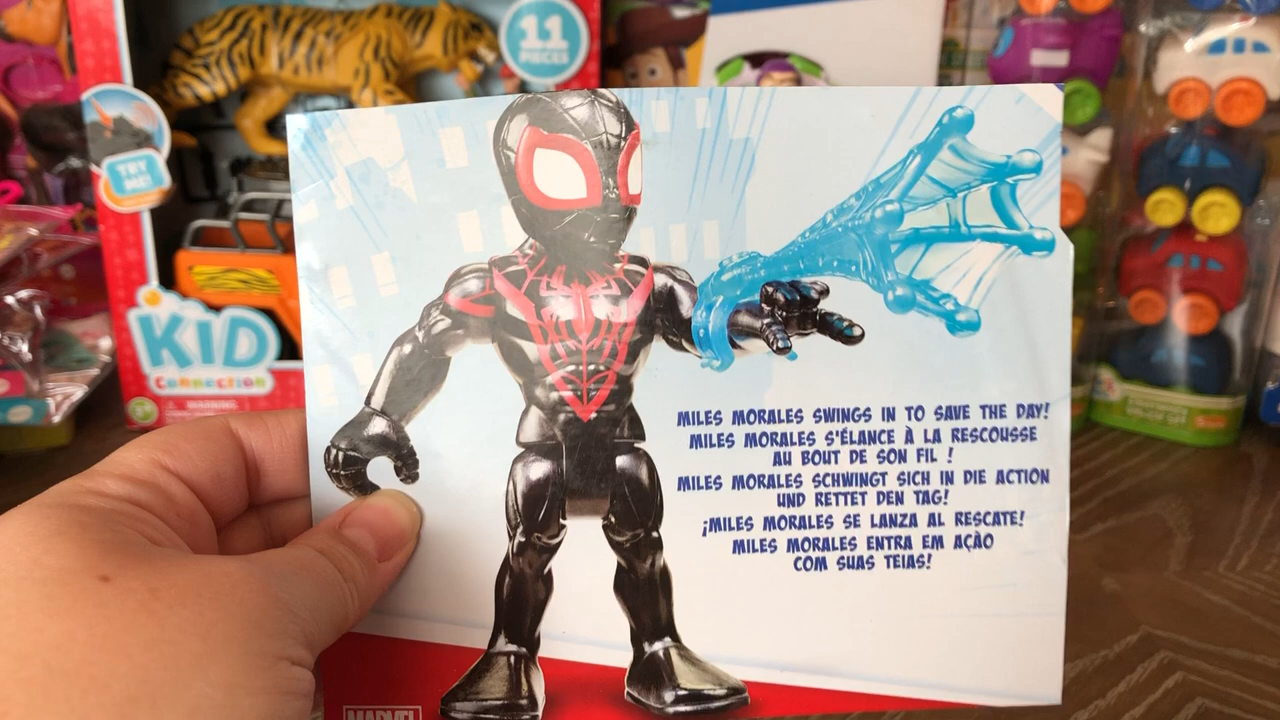 11
PIECES
TRY
ME!
KID
Connection
WARNING
MILES MORALES SWINGS IN TO SAVE THE DAY!
MILES MORALES S'ÉLANCE À LA RESCOUSSE
AU BOUT DE SON FIL !
MILES MORALES SCHWINGT SICH IN DIE ACTION
UND RETTET DEN TAG!
¡MILES MORALES SE LANZA AL RESCATE!
MILES MORALES ENTRA EM AÇÃO
COM SUAS TEIAS!
MARVEL